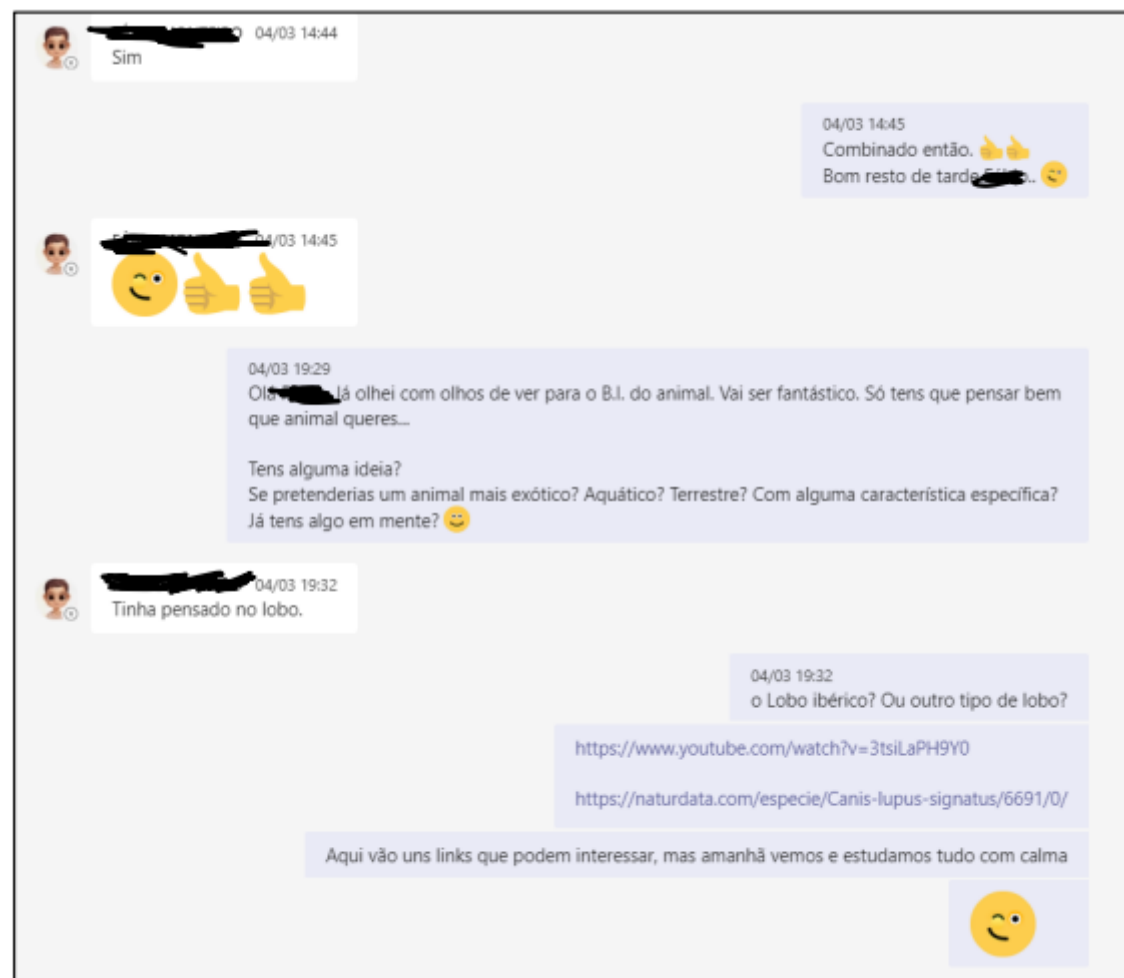 04/03 14:44
Sim
04/03 14:45
Combinado então. 👍👍
Bom resto de tarde .. 😉
04/03 14:45
😉👍👍
04/03 19:29
Olá Já olhei com olhos de ver para o B.I. do animal. Vai ser fantástico. Só tens que pensar bem
que animal queres...
Tens alguma ideia?
Se pretenderias um animal mais exótico? Aquático? Terrestre? Com alguma característica específica?
Já tens algo em mente? 😊
04/03 19:32
Tinha pensado no lobo.
04/03 19:32
o Lobo ibérico? Ou outro tipo de lobo?
https://www.youtube.com/watch?v=3tsiLaPH9Y0
https://naturdata.com/especie/Canis-lupus-signatus/6691/0/
Aqui vão uns links que podem interessar, mas amanhã vemos e estudamos tudo com calma
😉